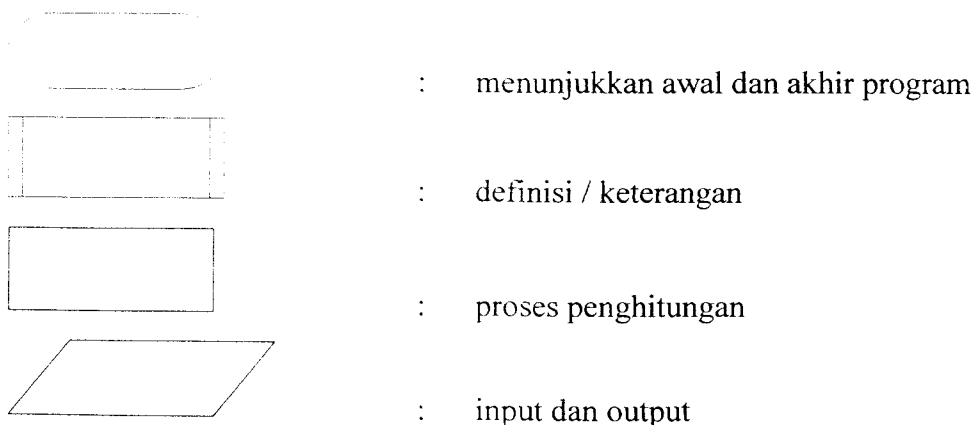 : menunjukkan awal dan akhir program
: definisi / keterangan
: proses penghitungan
: input dan output